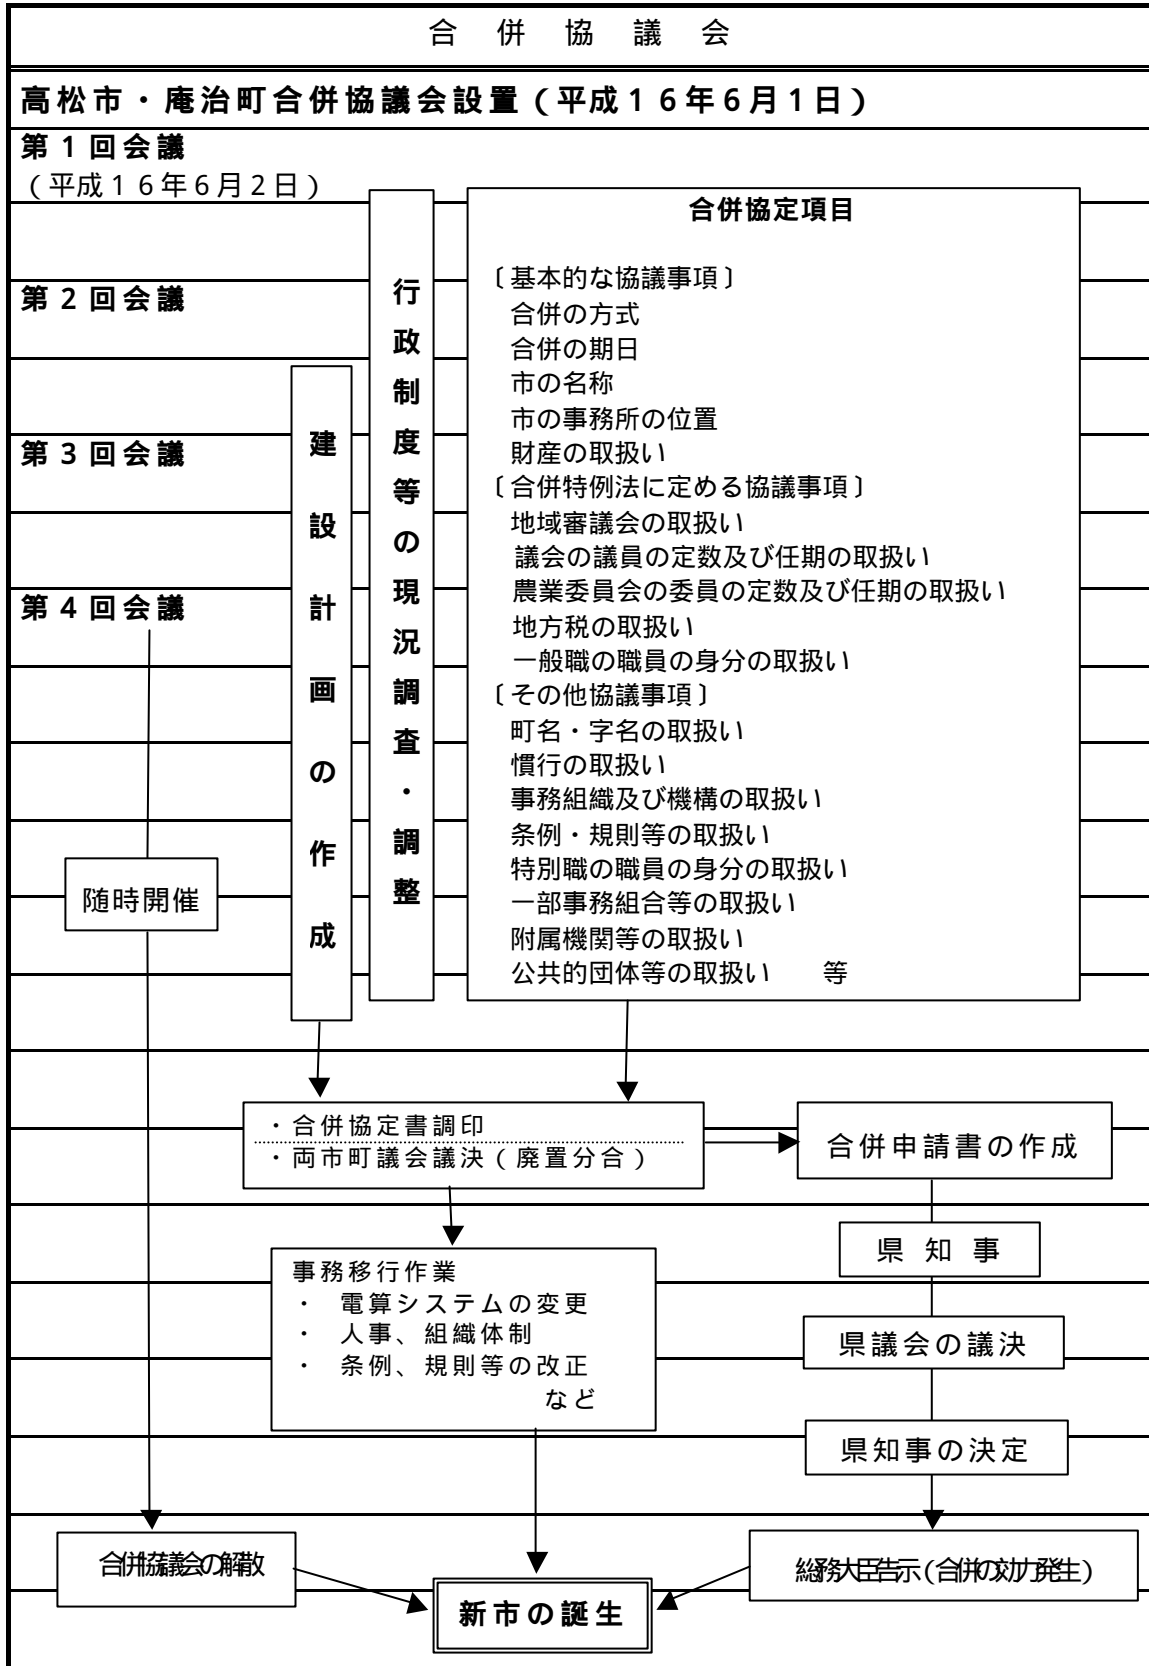 合併協議会
高松市・庵治町合併協議会設置(平成16年6月1日)
第1回会議
(平成16年6月2日)
第2回会議
第3回会議
第4回会議
随時開催
建設計画の作成
行政制度等の現況調査・調整
合併協定項目
〔基本的な協議事項〕
合併の方式
合併の期日
市の名称
市の事務所の位置
財産の取扱い
〔合併特例法に定める協議事項〕
地域審議会の取扱い
議会の議員の定数及び任期の取扱い
農業委員会の委員の定数及び任期の取扱い
地方税の取扱い
一般職の職員の身分の取扱い
〔その他協議事項〕
町名・字名の取扱い
慣行の取扱い
事務組織及び機構の取扱い
条例・規則等の取扱い
特別職の職員の身分の取扱い
一部事務組合等の取扱い
附属機関等の取扱い
公共的団体等の取扱い 等
・合併協定書調印
・両市町議会議決(廃置分合)
合併申請書の作成
県知事
県議会の議決
県知事の決定
事務移行作業
・ 電算システムの変更
・ 人事、組織体制
・ 条例、規則等の改正
など
合併協議会の解散
総務大臣告示(合併の効力発生)
新市の誕生